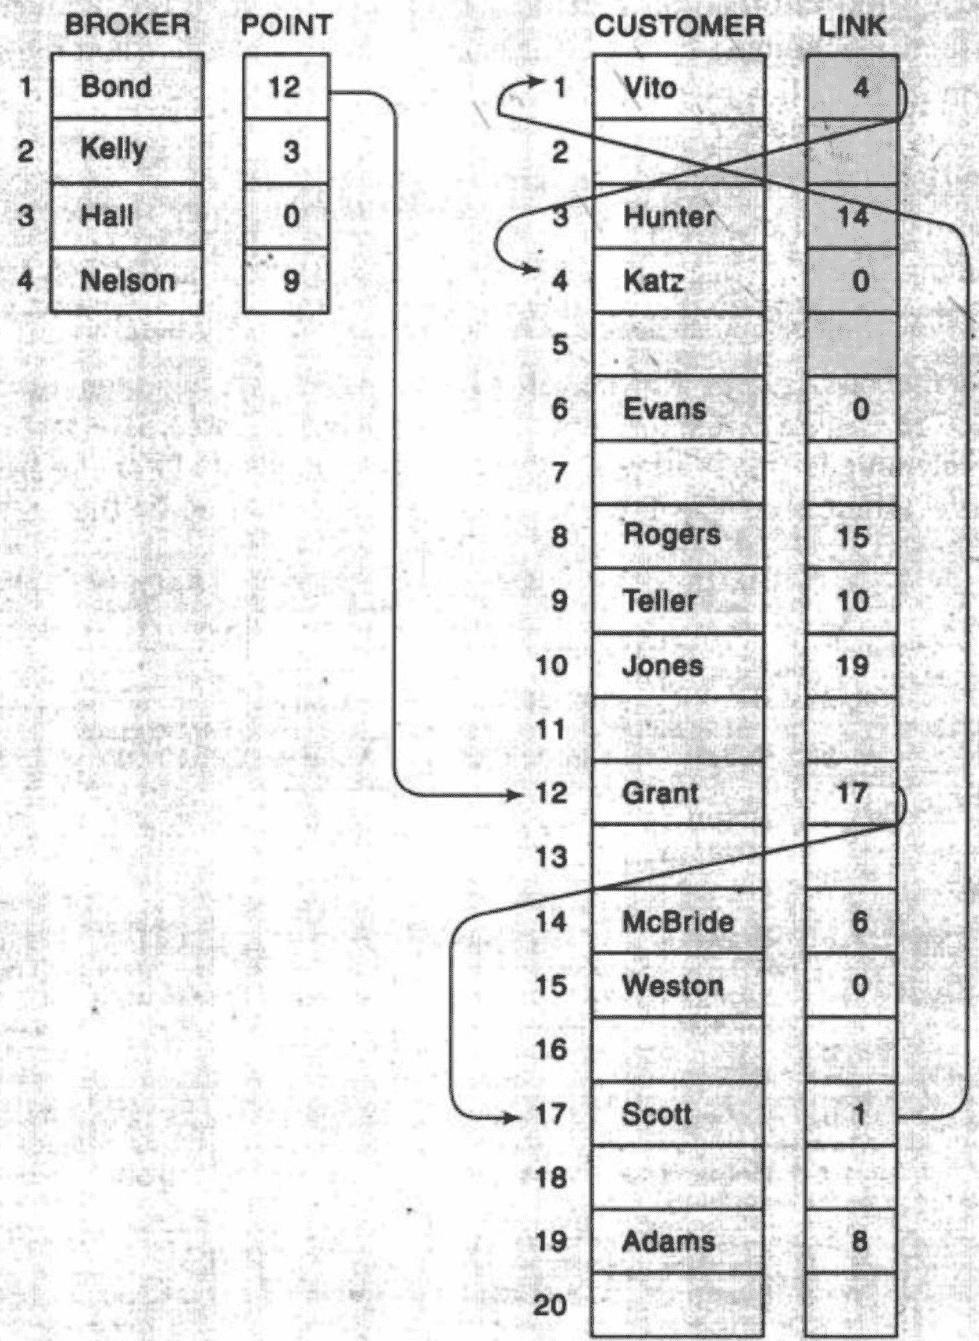 BROKER POINT CUSTOMER LINK
1 Bond 12 1 Vito 4
2 Kelly 3 2
3 Hall 0 3 Hunter 14
4 Nelson 9 4 Katz 0
5
6 Evans 0
7
8 Rogers 15
9 Teller 10
10 Jones 19
11
12 Grant 17
13
14 McBride 6
15 Weston 0
16
17 Scott 1
18
19 Adams 8
20